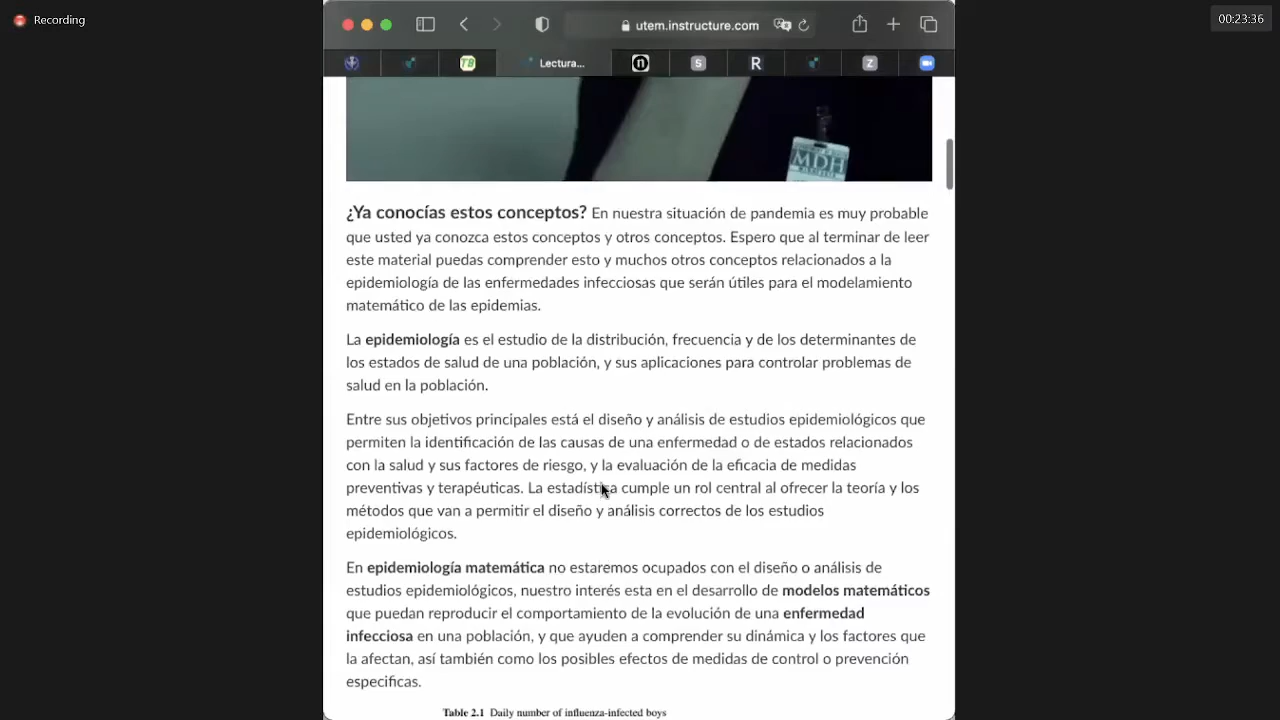 Recording
00:23:36
utem.instructure.com
TB
Lectura...
n
S
R
Z
MDH
¿Ya conocías estos conceptos? En nuestra situación de pandemia es muy probable
que usted ya conozca estos conceptos y otros conceptos. Espero que al terminar de leer
este material puedas comprender esto y muchos otros conceptos relacionados a la
epidemiología de las enfermedades infecciosas que serán útiles para el modelamiento
matemático de las epidemias.
La epidemiología es el estudio de la distribución, frecuencia y de los determinantes de
los estados de salud de una población, y sus aplicaciones para controlar problemas de
salud en la población.
Entre sus objetivos principales está el diseño y análisis de estudios epidemiológicos que
permiten la identificación de las causas de una enfermedad o de estados relacionados
con la salud y sus factores de riesgo, y la evaluación de la eficacia de medidas
preventivas y terapéuticas. La estadística cumple un rol central al ofrecer la teoría y los
métodos que van a permitir el diseño y análisis correctos de los estudios
epidemiológicos.
En epidemiología matemática no estaremos ocupados con el diseño o análisis de
estudios epidemiológicos, nuestro interés esta en el desarrollo de modelos matemáticos
que puedan reproducir el comportamiento de la evolución de una enfermedad
infecciosa en una población, y que ayuden a comprender su dinámica y los factores que
la afectan, así también como los posibles efectos de medidas de control o prevención
especificas.
Table 2.1 Daily number of influenza-infected boys